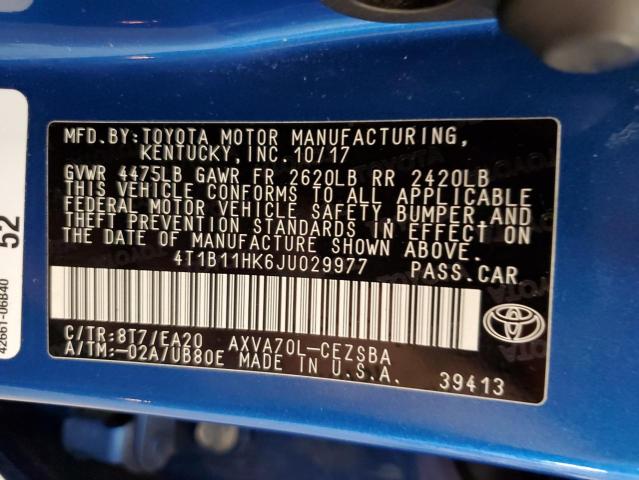 MFD. BY: TOYOTA MOTOR MANUFACTURING,
KENTUCKY, INC. 10/17
GVWR 4475LB GAWR FR 2620LB RR 2420LB
THIS VEHICLE CONFORMS TO ALL APPLICABLE
FEDERAL MOTOR VEHICLE SAFETY, BUMPER, AND
THEFT PREVENTION STANDARDS IN EFFECT ON
THE DATE OF MANUFACTURE SHOWN ABOVE.
4T1B11HK6JU029977 PASS. CAR
C/TR: 8T7/EA20 AXVA70L-CEZSBA
A/TM: -02A/UB80E MADE IN U.S.A.
39413
52
42661-06B40